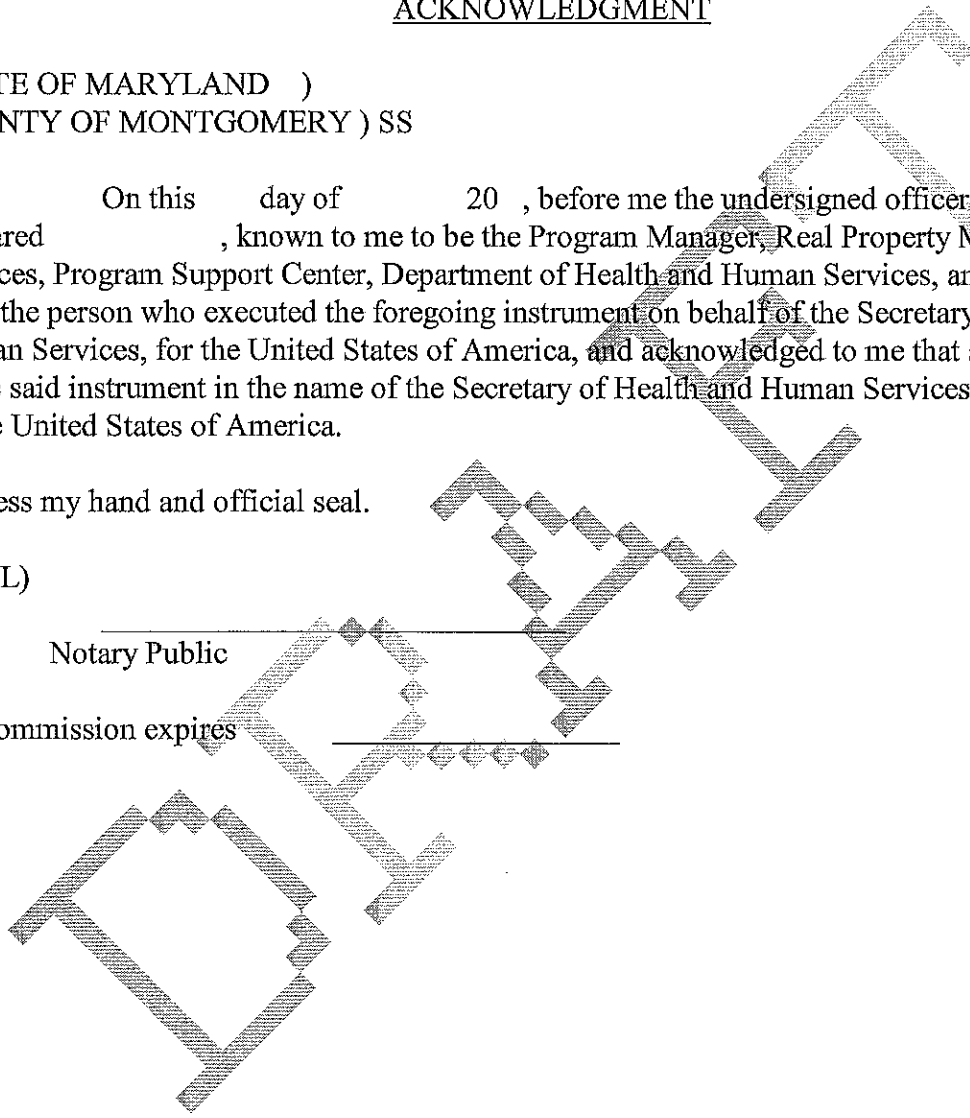 ACKNOWLEDGMENT
TE OF MARYLAND )
NTY OF MONTGOMERY ) SS
On this day of 20 , before me the undersigned officer
ared , known to me to be the Program Manager, Real Property M
ces, Program Support Center, Department of Health and Human Services, an
the person who executed the foregoing instrument on behalf of the Secretary
an Services, for the United States of America, and acknowledged to me that
said instrument in the name of the Secretary of Health and Human Services
e United States of America.
ess my hand and official seal.
L)
Notary Public
ommission expires
DRAFT